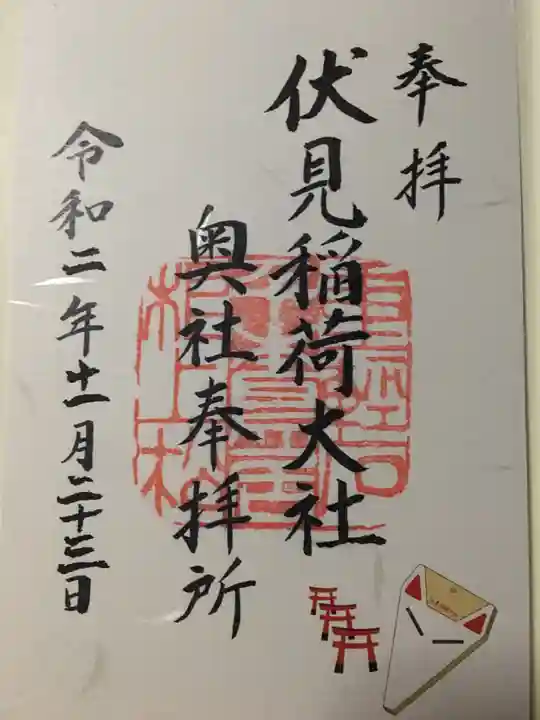 奉拝
伏見稲荷大社
奥社奉拝所
令和二年十一月二十三日